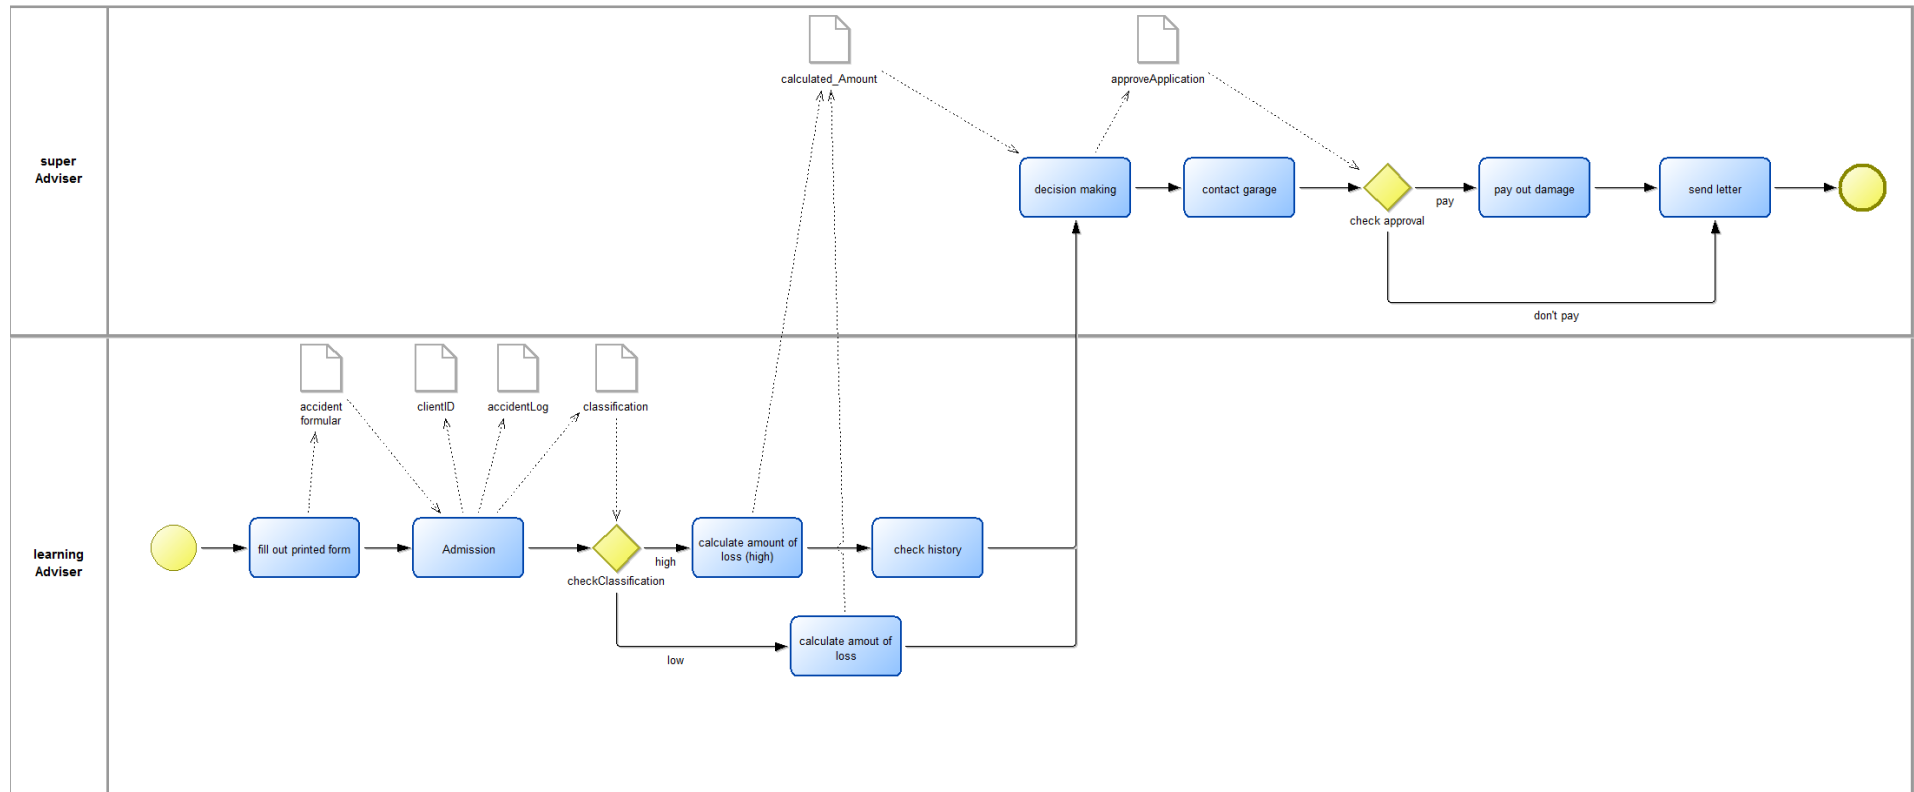 calculated_Amount
approveApplication
super
Adviser
decision making
contact garage
check approval
pay
pay out damage
send letter
don't pay
accident
formular
clientID
accidentLog
classification
learning
Adviser
fill out printed form
Admission
checkClassification
high
calculate amount of
loss (high)
check history
low
calculate amout of
loss